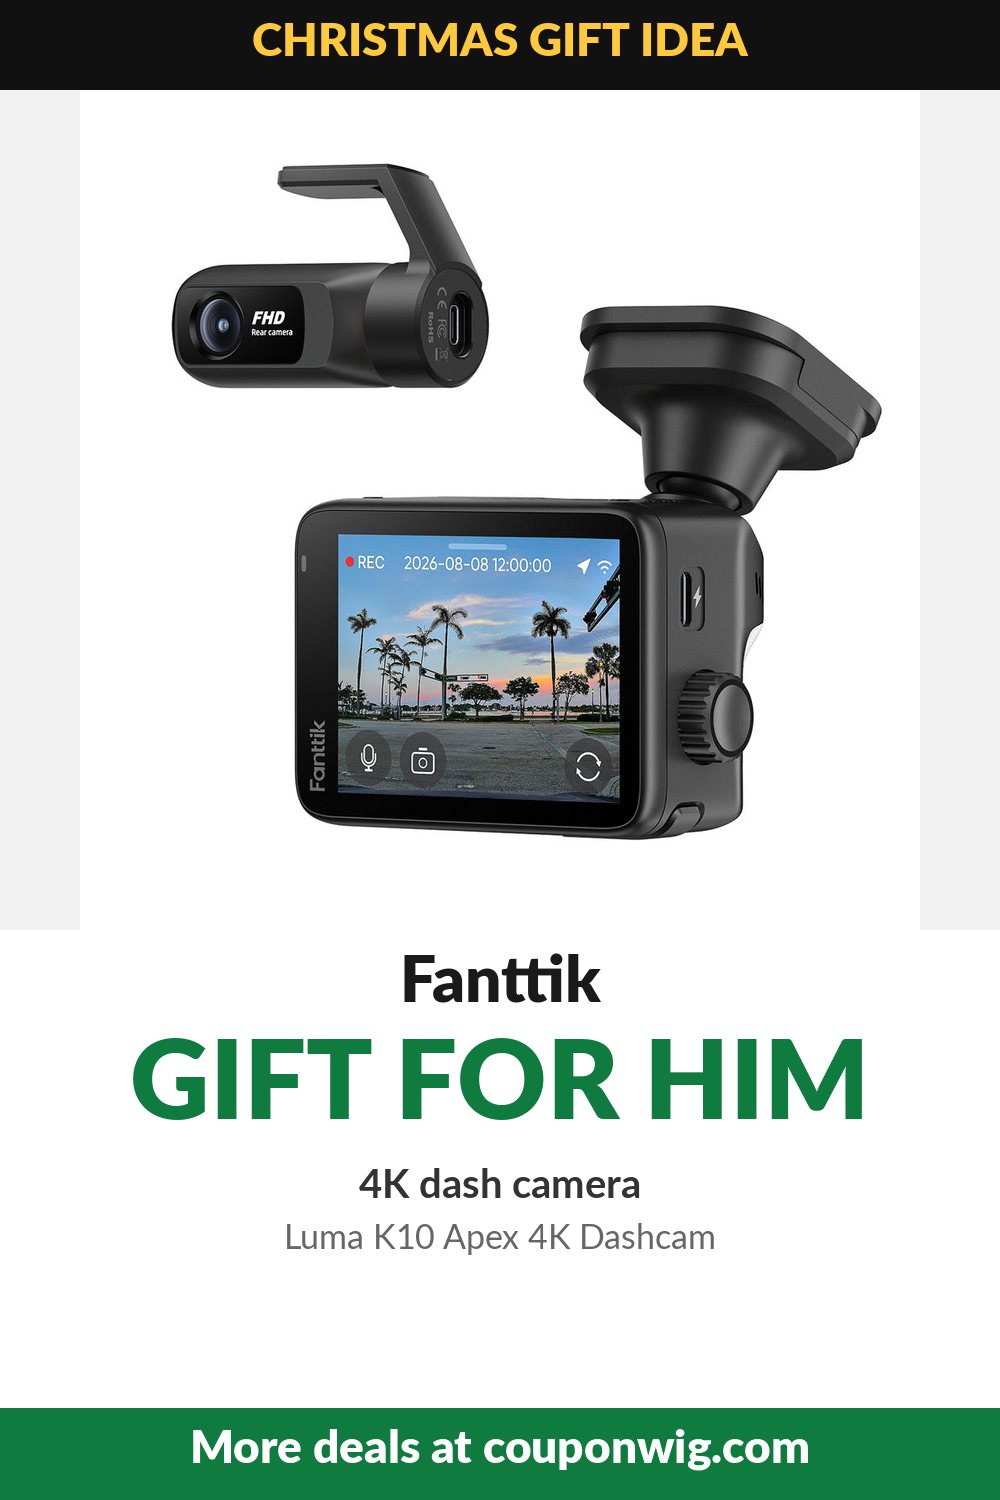 CHRISTMAS GIFT IDEA
FHD
Rear camera
RoHS
REC 2026-08-08 12:00:00
Fanttik
Fanttik
GIFT FOR HIM
4K dash camera
Luma K10 Apex 4K Dashcam
More deals at couponwig.com